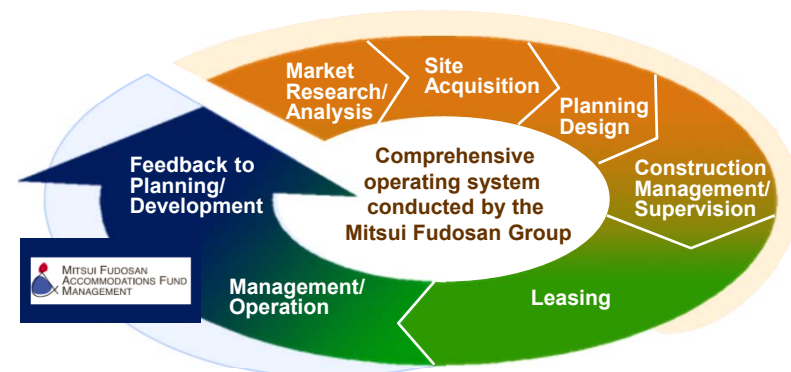 Market
Research/
Analysis
Site
Acquisition
Planning
Design
Construction
Management/
Supervision
Leasing
Management/
Operation
Feedback to
Planning/
Development
Comprehensive
operating system
conducted by the
Mitsui Fudosan Group
MITSUI FUDOSAN
ACCOMMODATIONS FUND
MANAGEMENT